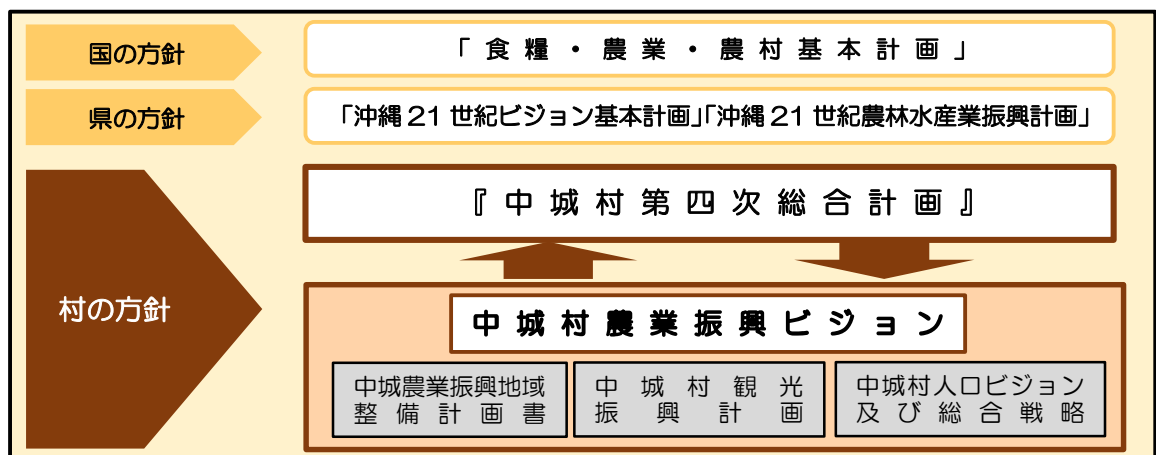 国の方針
「食糧・農業・農村基本計画」
県の方針
「沖縄21世紀ビジョン基本計画」「沖縄21世紀農林水産業振興計画」
村の方針
『中城村第四次総合計画』
中城村農業振興ビジョン
中城農業振興地域
整備計画書
中城村観光
振興計画
中城村人口ビジョン
及び総合戦略